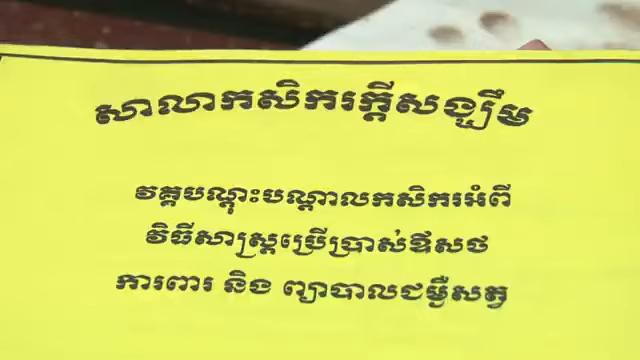 សាលាកសិករក្តីសង្ឃឹម
វគ្គបណ្តុះបណ្តាលកសិករអំពី
វិធីសាស្ត្រប្រើប្រាស់ឪសថ
ការពារ និង ព្យាបាលជម្ងឺសត្វ